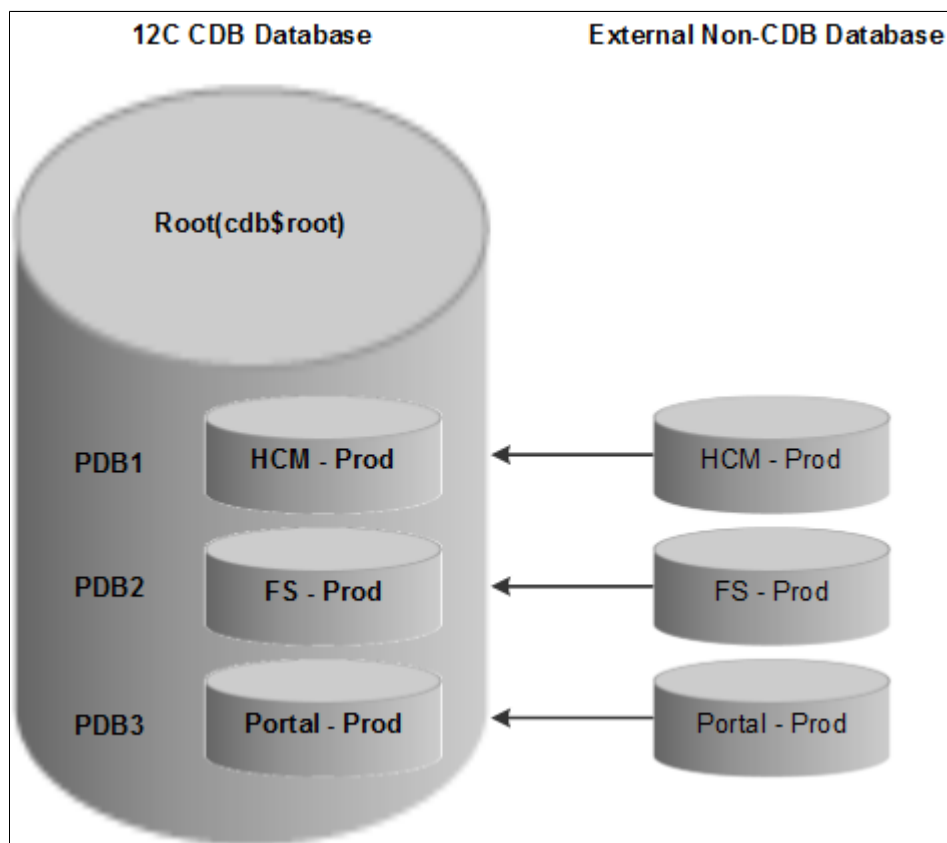 12C CDB Database
External Non-CDB Database
Root(cdb$root)
PDB1
HCM - Prod
HCM - Prod
PDB2
FS - Prod
FS - Prod
PDB3
Portal - Prod
Portal - Prod